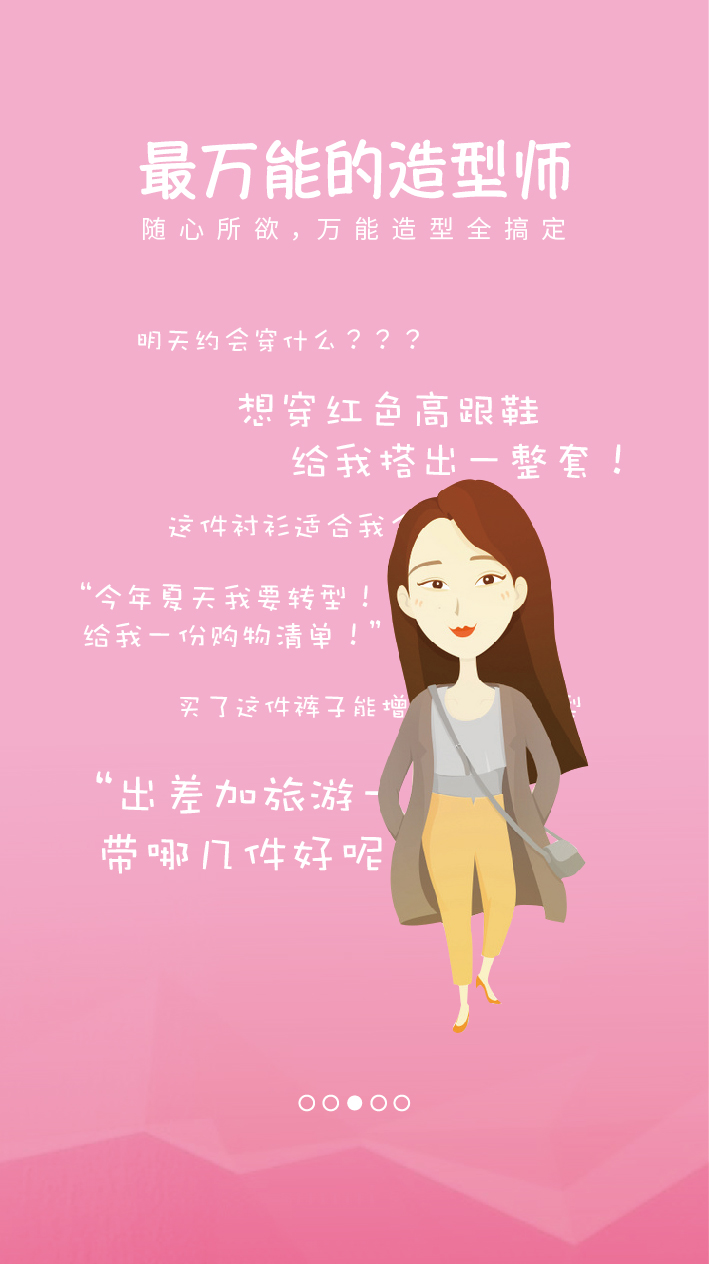 最万能的造型师
随心所欲，万能造型全搞定
明天约会穿什么？？？
想穿红色高跟鞋
给我搭出一整套！
这件衬衫适合我
“今年夏天我要转型！
给我一份购物清单！”
买了这件裤子能增 型
“出差加旅游一
带哪几件好呢